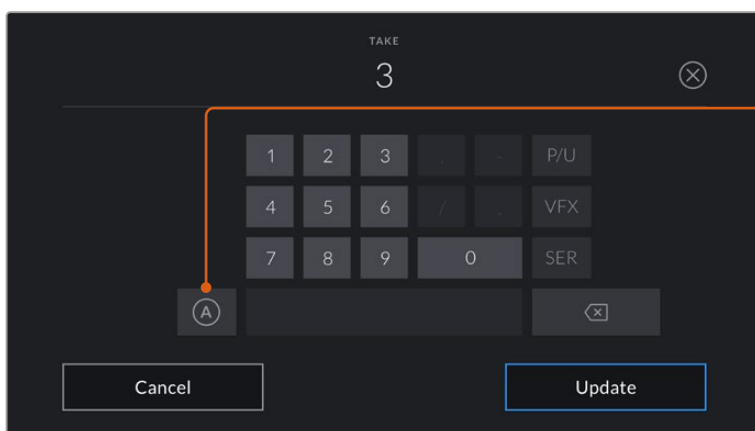 TAKE
3
1 2 3 . - P/U
4 5 6 / , VFX
7 8 9 0 SER
A
Cancel Update